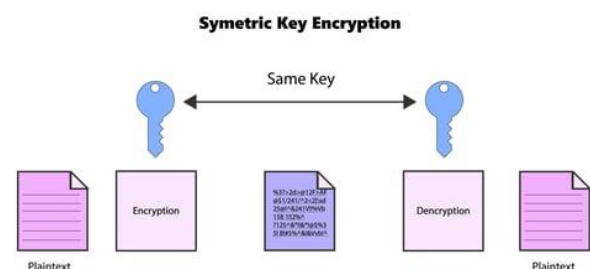 Symetric Key Encryption
Same Key
Encryption
Dencryption
Plaintext
Plaintext